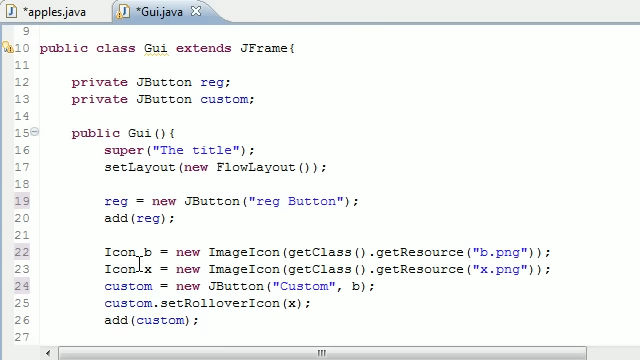 *apples.java *Gui.java
9
10 public class Gui extends JFrame{
11
12 private JButton reg;
13 private JButton custom;
14
15 public Gui(){
16 super("The title");
17 setLayout(new FlowLayout());
18
19 reg = new JButton("reg Button");
20 add(reg);
21
22 Icon b = new ImageIcon(getClass().getResource("b.png"));
23 Icon x = new ImageIcon(getClass().getResource("x.png"));
24 custom = new JButton("Custom", b);
25 custom.setRolloverIcon(x);
26 add(custom);
27